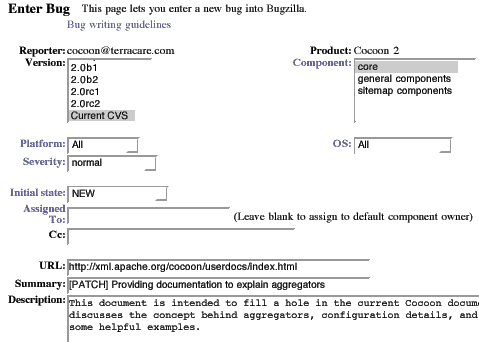 Enter Bug This page lets you enter a new bug into Bugzilla.
Bug writing guidelines
Reporter: cocoon@terracare.com Product: Cocoon 2
Version: Component:
2.0b1 core
2.0b2 general components
2.0rc1 sitemap components
2.0rc2
Current CVS
Platform: All OS: All
Severity: normal
Initial state: NEW
Assigned To: (Leave blank to assign to default component owner)
Cc:
URL: http://xml.apache.org/cocoon/userdocs/index.html
Summary: [PATCH] Providing documentation to explain aggregators
Description: This document is intended to fill a hole in the current Cocoon docum
discusses the concept behind aggregators, configuration details, and
some helpful examples.